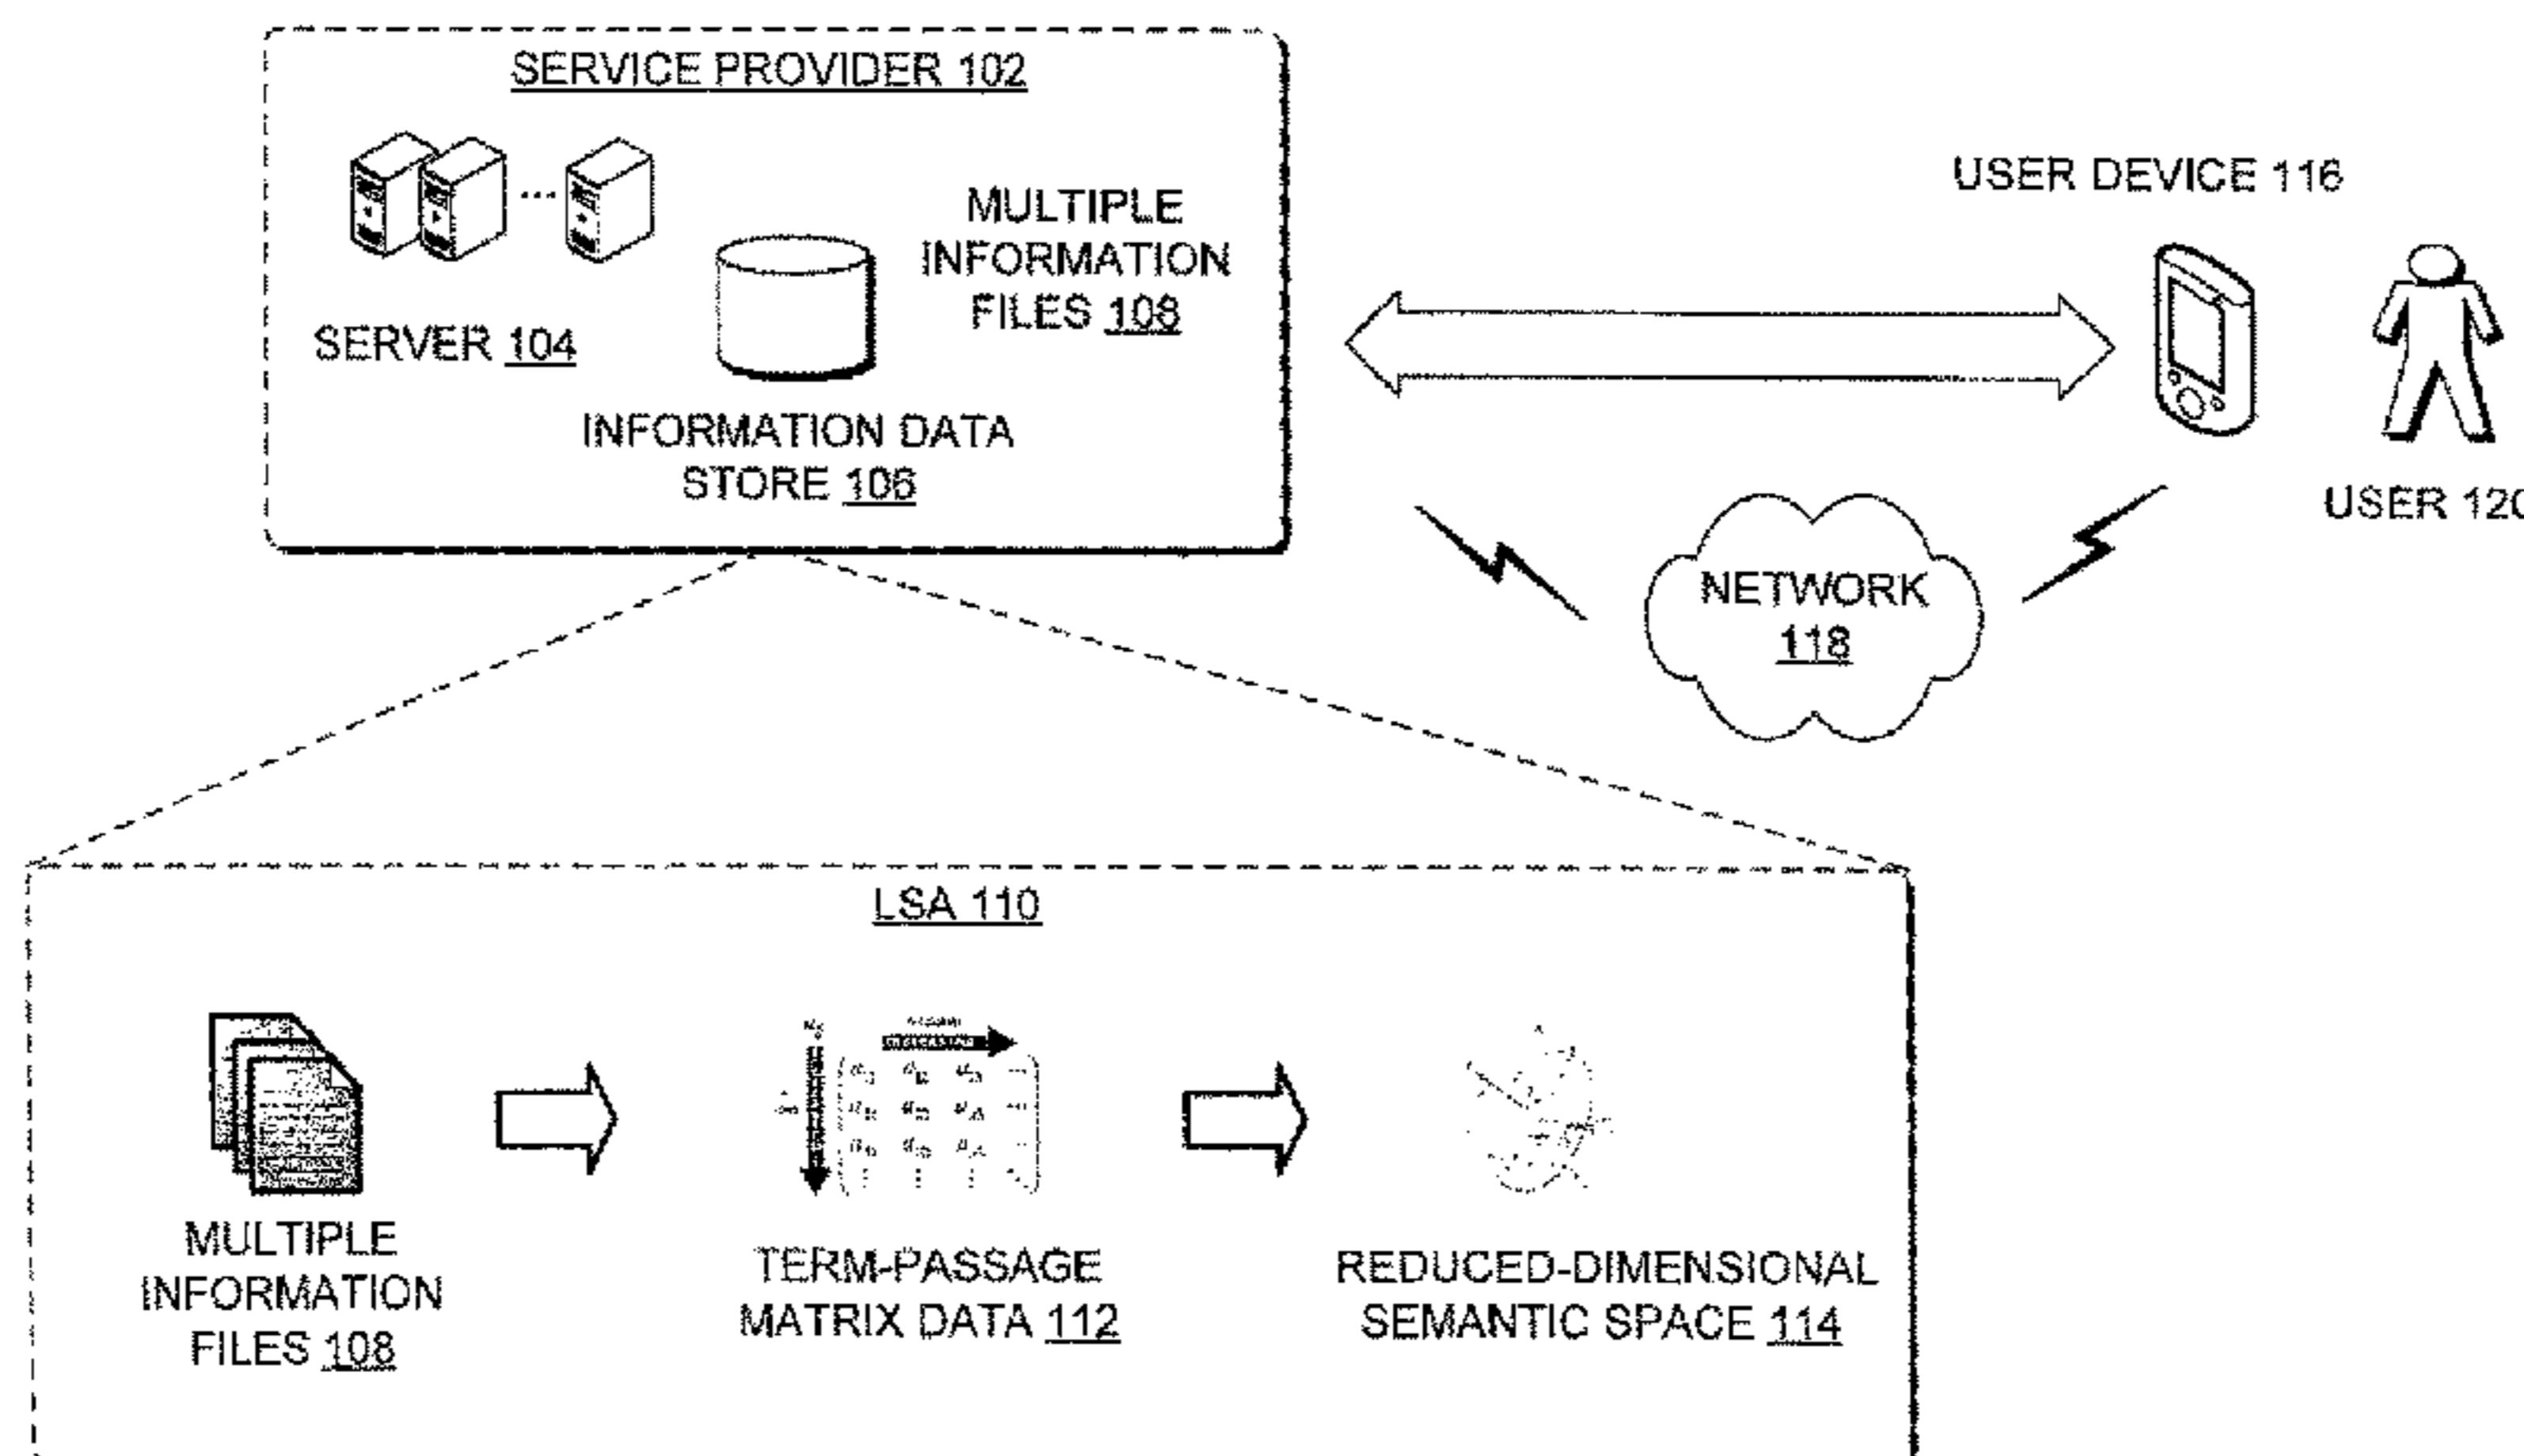 SERVICE PROVIDER 102
MULTIPLE
INFORMATION
FILES 108
SERVER 104
INFORMATION DATA
STORE 106
USER DEVICE 116
USER 120
NETWORK
118
LSA 110
MULTIPLE
INFORMATION
FILES 108
TERM-PASSAGE
MATRIX DATA 112
REDUCED-DIMENSIONAL
SEMANTIC SPACE 114